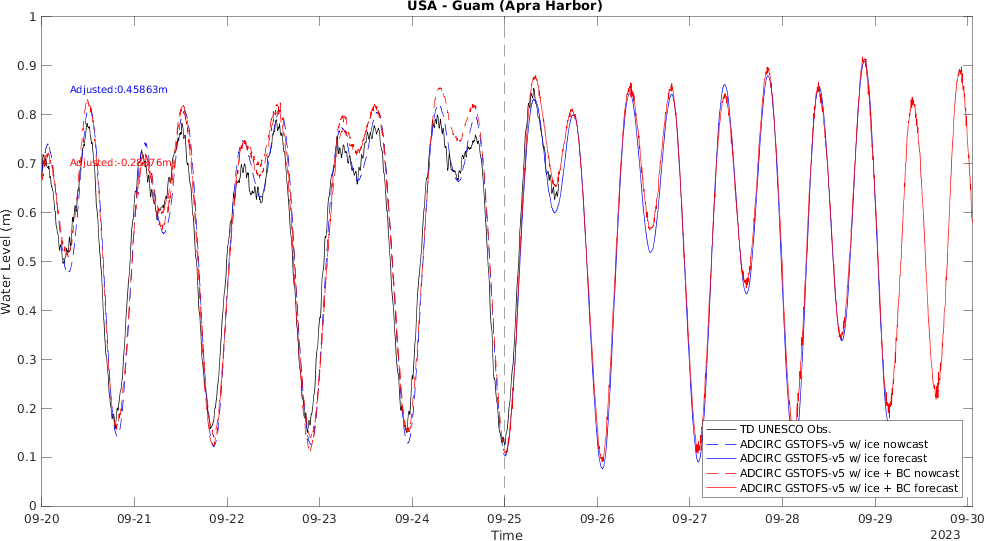 USA - Guam (Apra Harbor)
1
0.9
0.8
0.7
0.6
0.5
0.4
0.3
0.2
0.1
0
Water Level (m)
Adjusted:0.45863m
TD UNESCO Obs.
ADCIRC GSTOFS-v5 w/ ice nowcast
ADCIRC GSTOFS-v5 w/ ice forecast
ADCIRC GSTOFS-v5 w/ ice + BC nowcast
ADCIRC GSTOFS-v5 w/ ice + BC forecast
09-20 09-21 09-22 09-23 09-24 09-25 09-26 09-27 09-28 09-29 09-30
Time
2023